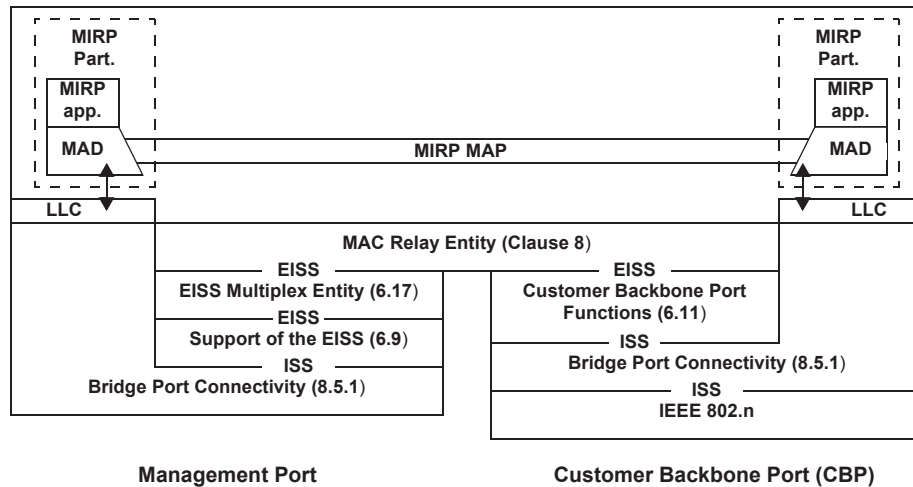 MIRP
Part.
MIRP
app.
MAD
MIRP MAP
MIRP
Part.
MIRP
app.
MAD
LLC
LLC
MAC Relay Entity (Clause 8)
EISS
EISS Multiplex Entity (6.17)
EISS
Support of the EISS (6.9)
ISS
Bridge Port Connectivity (8.5.1)
EISS
Customer Backbone Port
Functions (6.11)
ISS
Bridge Port Connectivity (8.5.1)
ISS
IEEE 802.n
Management Port
Customer Backbone Port (CBP)